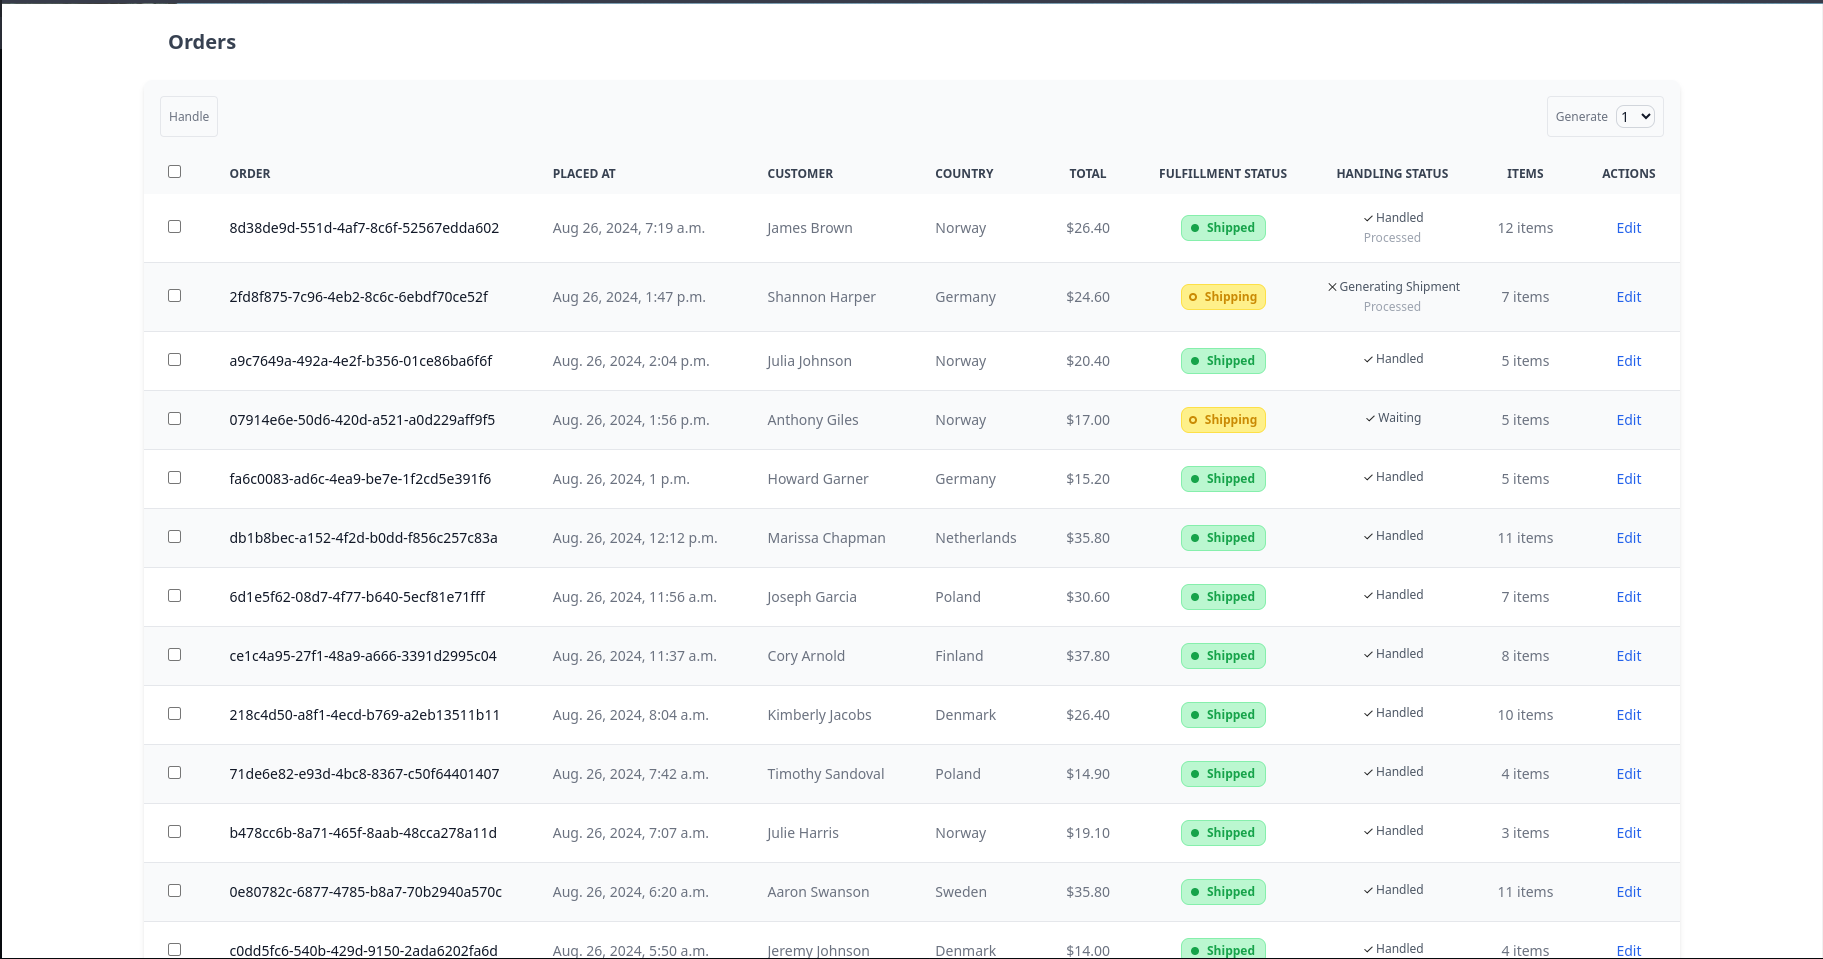 Orders
Handle
Generate 1
ORDER PLACED AT CUSTOMER COUNTRY TOTAL FULFILLMENT STATUS HANDLING STATUS ITEMS ACTIONS
8d38de9d-551d-4af7-8c6f-52567edda602 Aug 26, 2024, 7:19 a.m. James Brown Norway $26.40 Shipped ✓ Handled 12 items Edit
Processed
2fd8f875-7c96-4eb2-8c6c-6ebdf70ce52f Aug 26, 2024, 1:47 p.m. Shannon Harper Germany $24.60 Shipping ✕ Generating Shipment 7 items Edit
Processed
a9c7649a-492a-4e2f-b356-01ce86ba6f6f Aug. 26, 2024, 2:04 p.m. Julia Johnson Norway $20.40 Shipped ✓ Handled 5 items Edit
07914e6e-50d6-420d-a521-a0d229aff9f5 Aug. 26, 2024, 1:56 p.m. Anthony Giles Norway $17.00 Shipping ✓ Waiting 5 items Edit
fa6c0083-ad6c-4ea9-be7e-1f2cd5e391f6 Aug. 26, 2024, 1 p.m. Howard Garner Germany $15.20 Shipped ✓ Handled 5 items Edit
db1b8bec-a152-4f2d-b0dd-f856c257c83a Aug. 26, 2024, 12:12 p.m. Marissa Chapman Netherlands $35.80 Shipped ✓ Handled 11 items Edit
6d1e5f62-08d7-4f77-b640-5ecf81e71fff Aug. 26, 2024, 11:56 a.m. Joseph Garcia Poland $30.60 Shipped ✓ Handled 7 items Edit
ce1c4a95-27f1-48a9-a666-3391d2995c04 Aug. 26, 2024, 11:37 a.m. Cory Arnold Finland $37.80 Shipped ✓ Handled 8 items Edit
218c4d50-a8f1-4ecd-b769-a2eb13511b11 Aug. 26, 2024, 8:04 a.m. Kimberly Jacobs Denmark $26.40 Shipped ✓ Handled 10 items Edit
71de6e82-e93d-4bc8-8367-c50f64401407 Aug. 26, 2024, 7:42 a.m. Timothy Sandoval Poland $14.90 Shipped ✓ Handled 4 items Edit
b478cc6b-8a71-465f-8aab-48cca278a11d Aug. 26, 2024, 7:07 a.m. Julie Harris Norway $19.10 Shipped ✓ Handled 3 items Edit
0e80782c-6877-4785-b8a7-70b2940a570c Aug. 26, 2024, 6:20 a.m. Aaron Swanson Sweden $35.80 Shipped ✓ Handled 11 items Edit
c0dd5fc6-540b-429d-9150-2ada6202fa6d Aug. 26, 2024, 5:50 a.m. Jeremy Johnson Denmark $14.00 Shipped ✓ Handled 4 items Edit